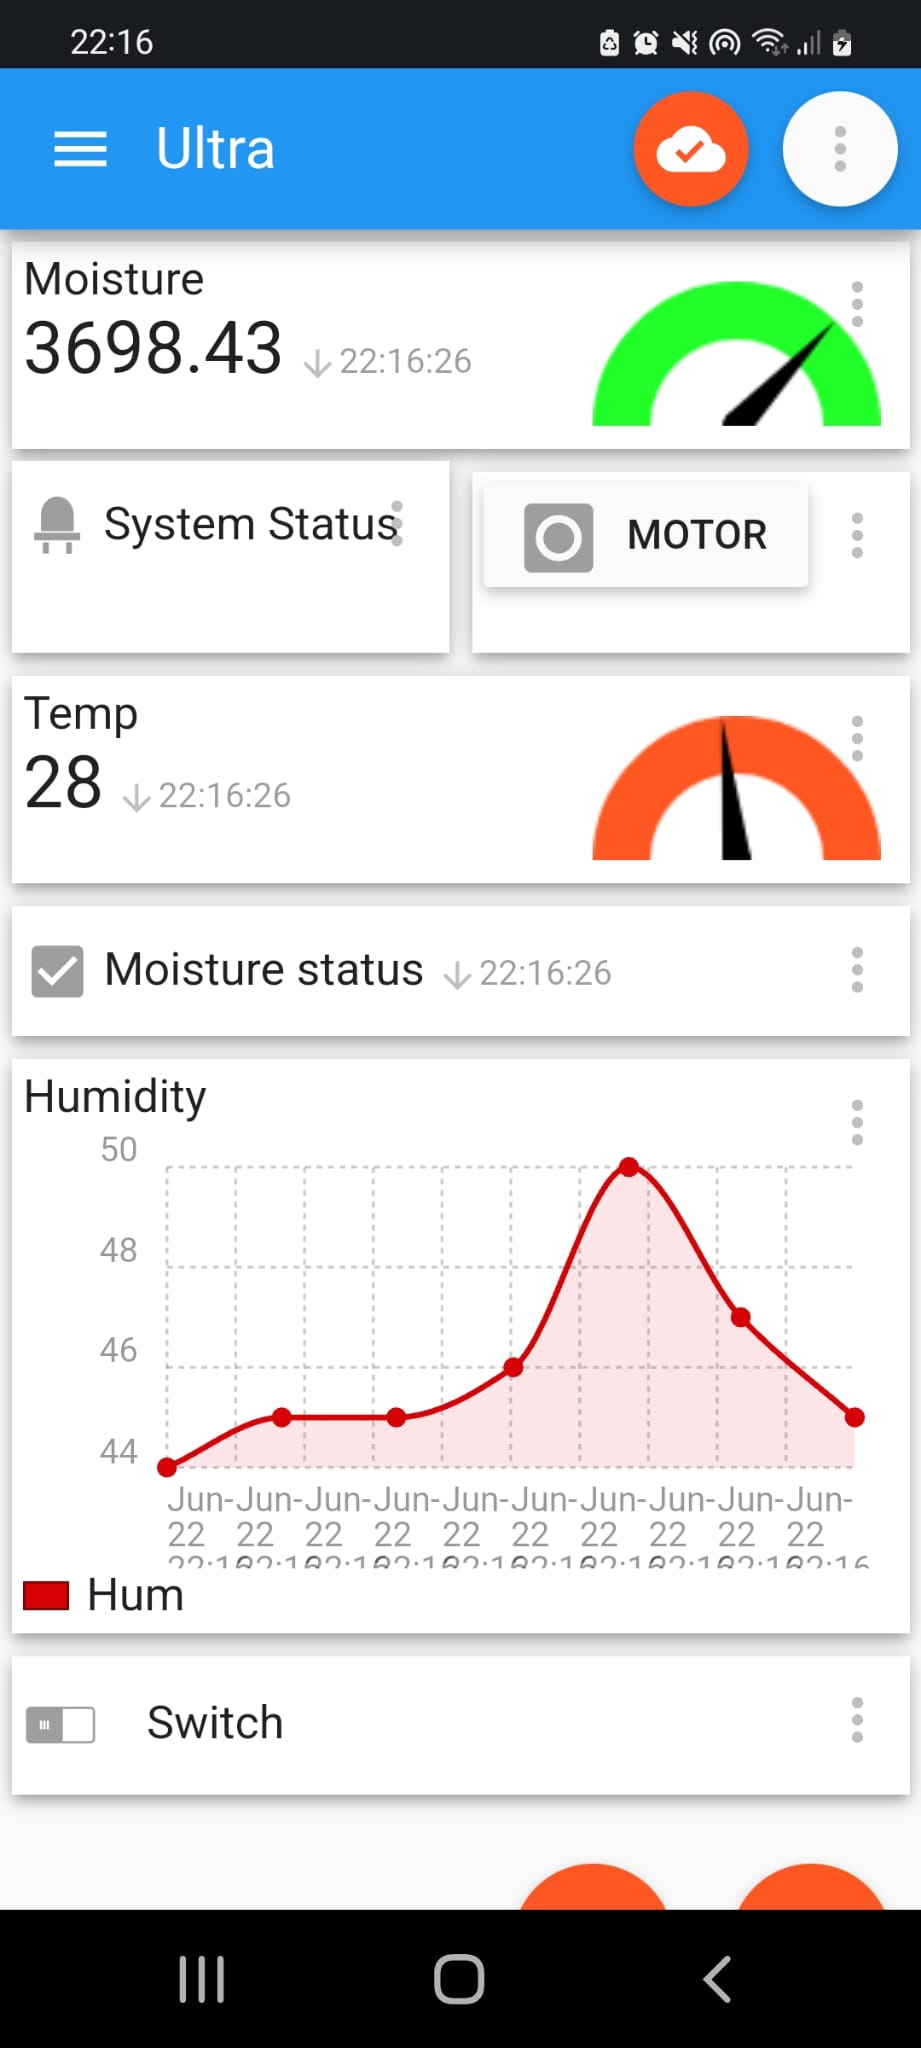 22:16
Ultra
Moisture
3698.43 22:16:26
System Status
MOTOR
Temp
28 22:16:26
Moisture status 22:16:26
Humidity
50
48
46
44
Jun- Jun- Jun- Jun- Jun- Jun- Jun- Jun- Jun- Jun-
22 22 22 22 22 22 22 22 22 22
Hum
Switch